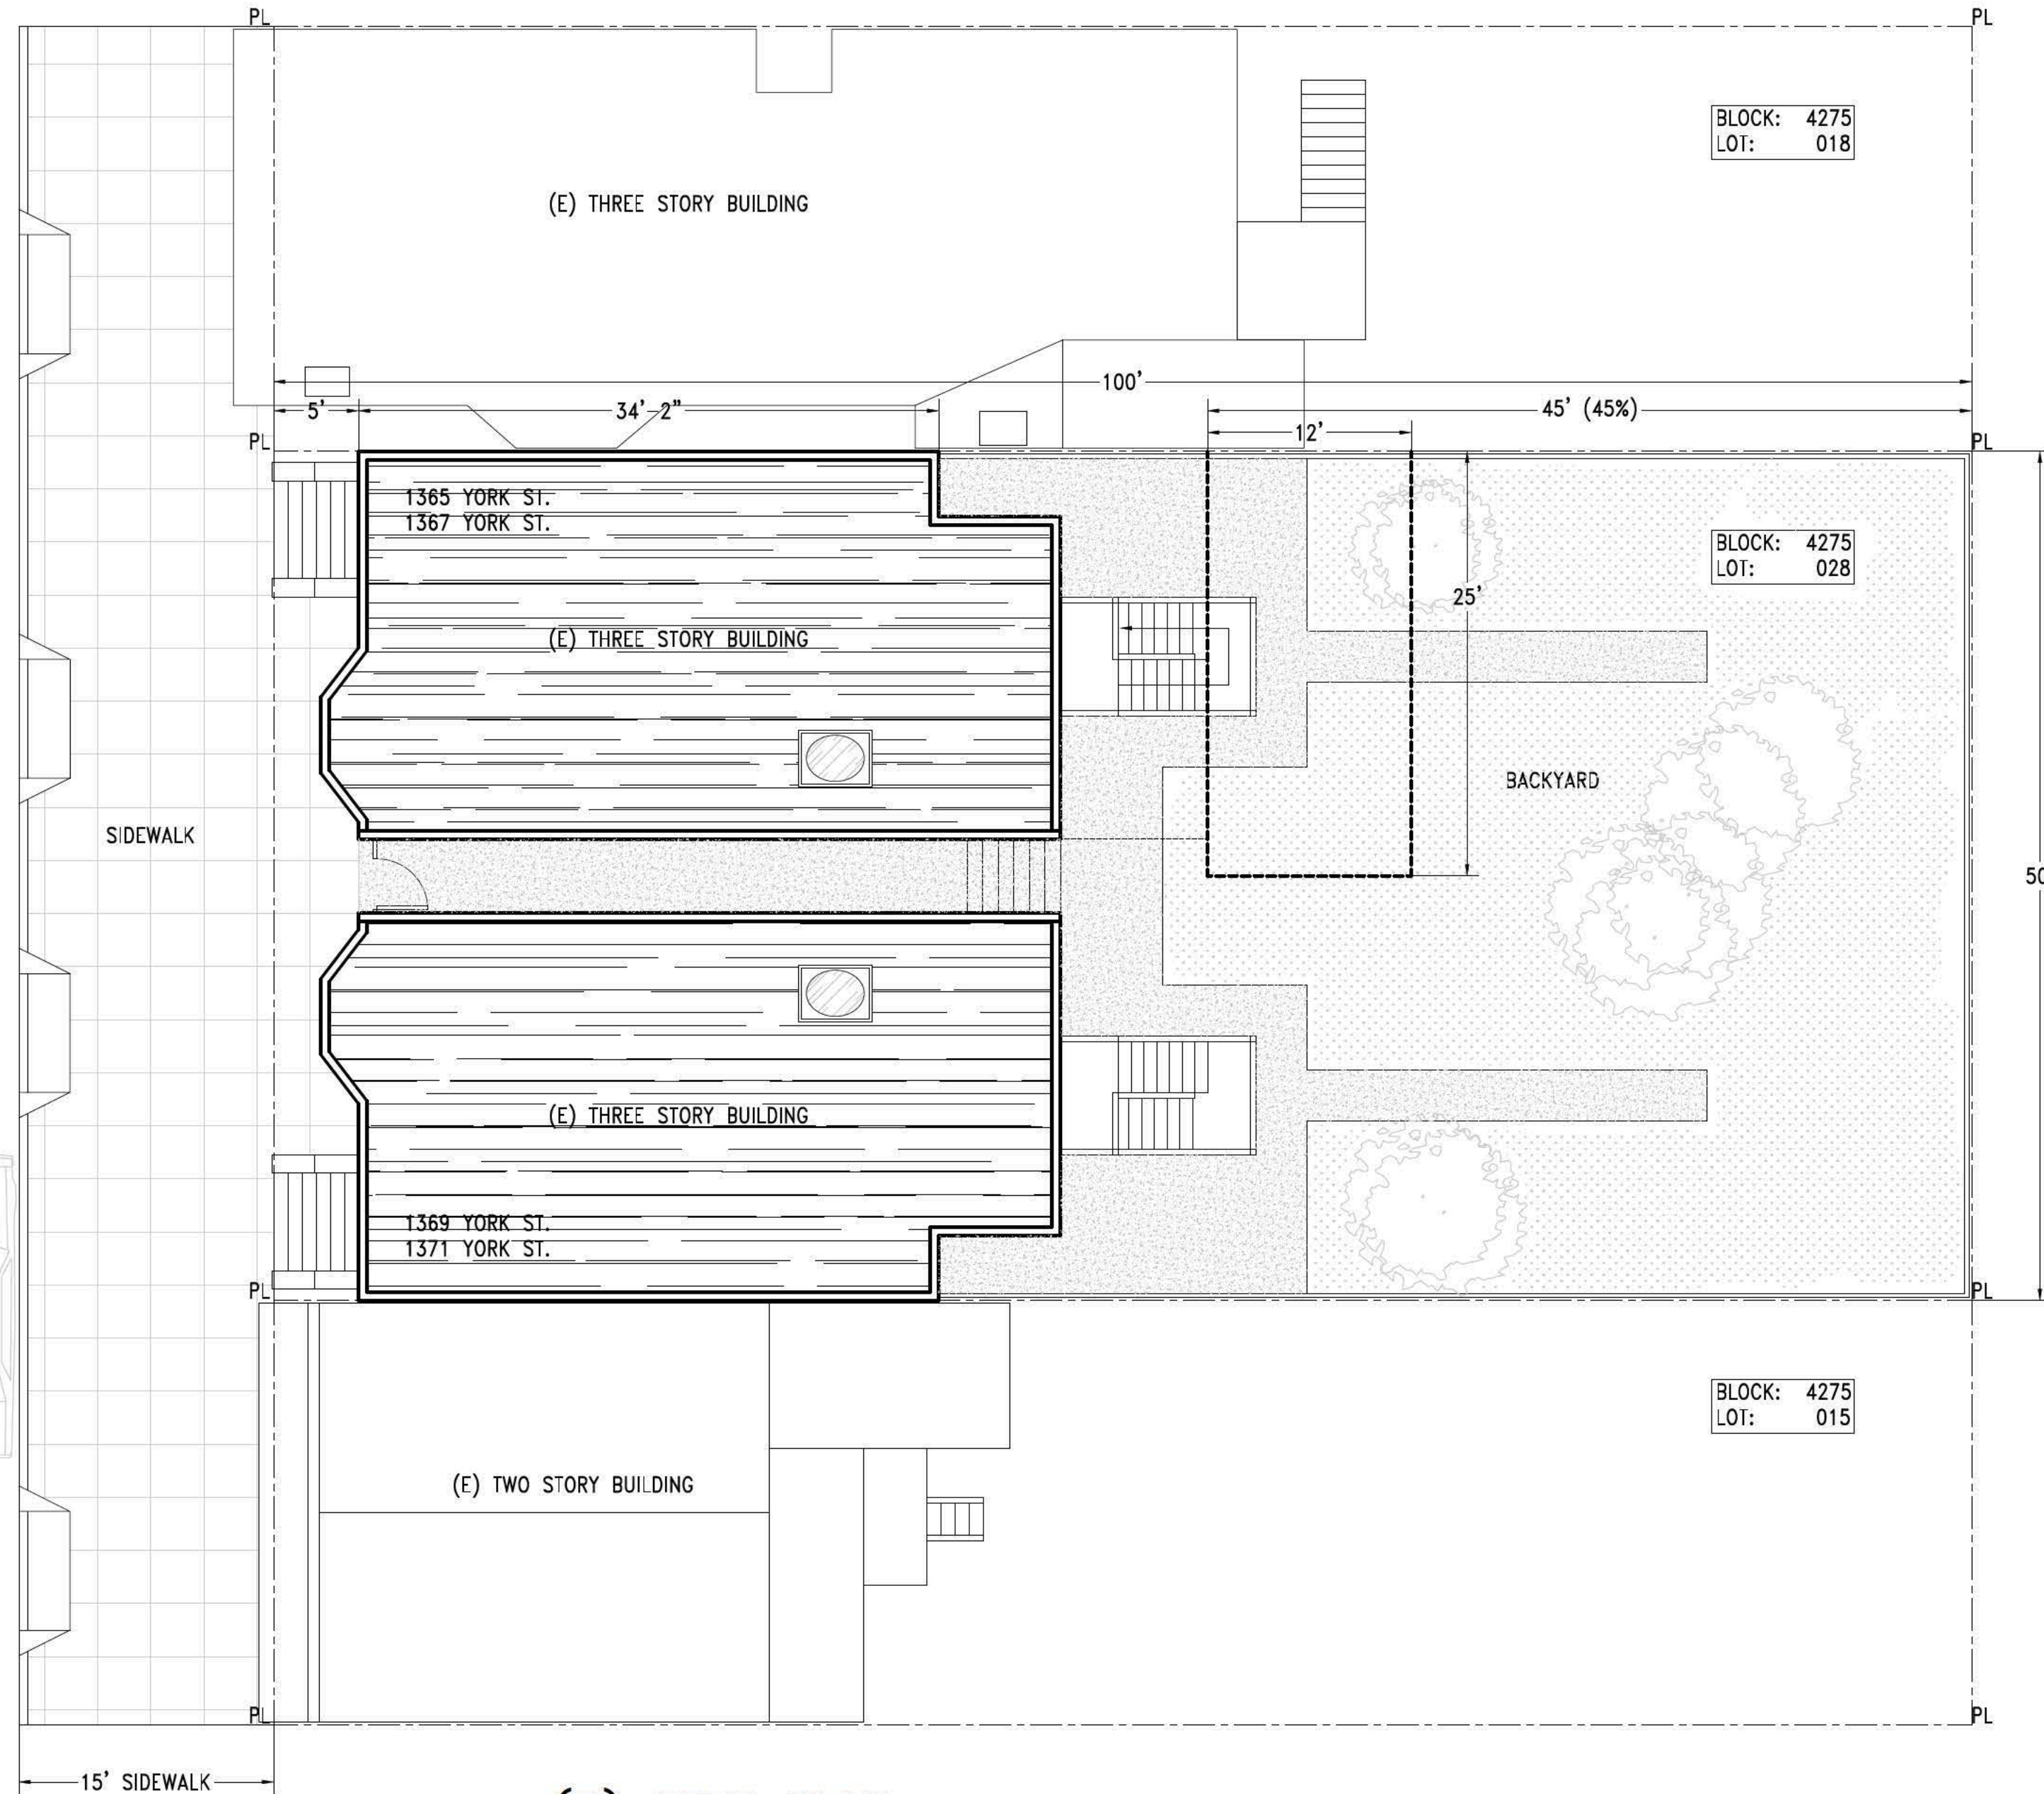 PL
PL
BLOCK: 4275
LOT: 018
(E) THREE STORY BUILDING
100'
5'
34'-2"
45' (45%)
12'
PL
PL
1365 YORK ST.
1367 YORK ST.
BLOCK: 4275
LOT: 028
25'
(E) THREE STORY BUILDING
BACKYARD
SIDEWALK
50
(E) THREE STORY BUILDING
1369 YORK ST.
1371 YORK ST.
PL
PL
BLOCK: 4275
LOT: 015
(E) TWO STORY BUILDING
PL
PL
15' SIDEWALK